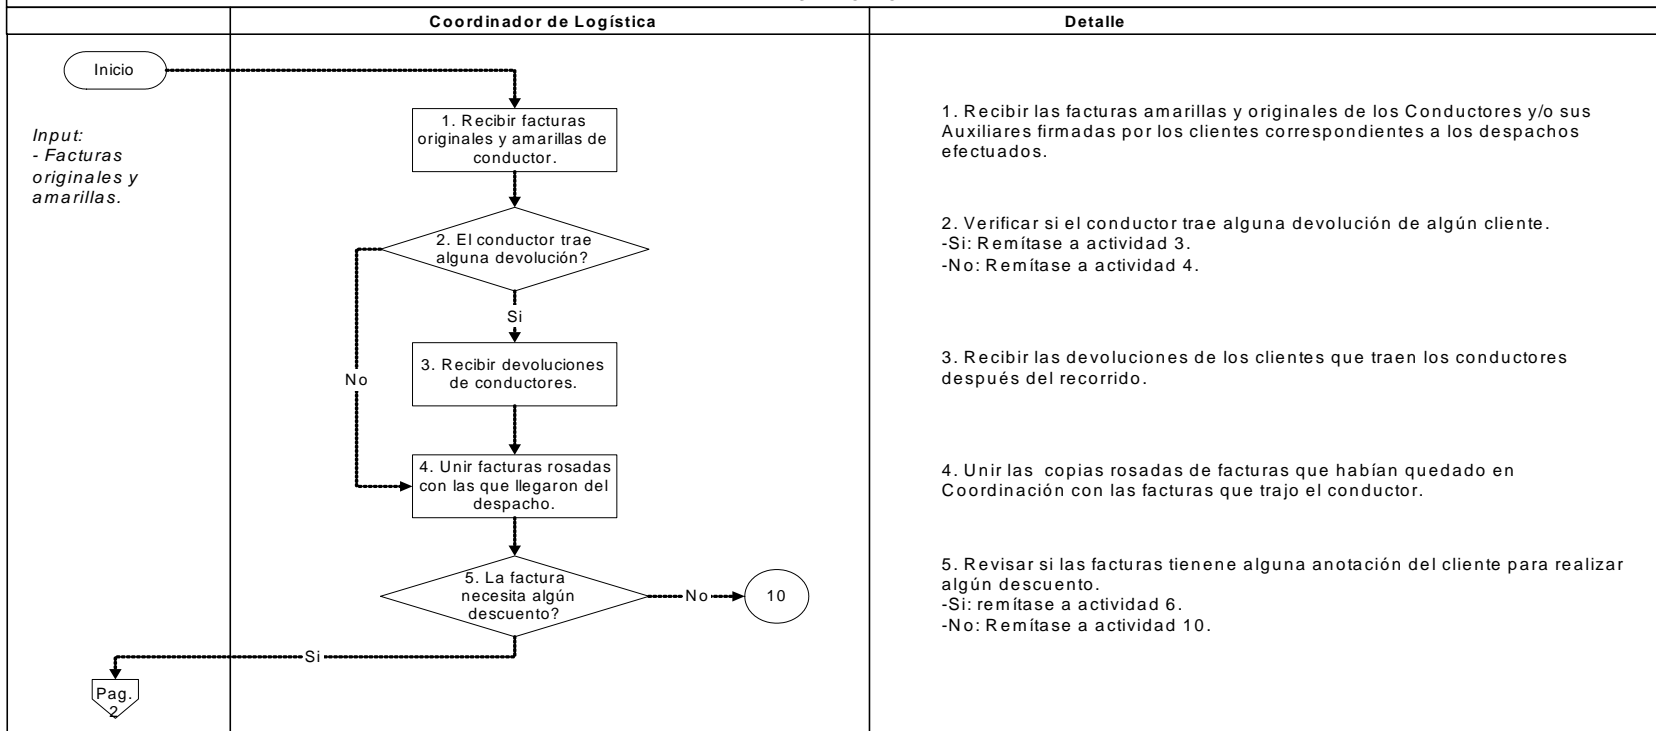 Coordinador de Logística
Detalle
Inicio
Input:
- Facturas
originales y
amarillas.
1. Recibir facturas
originales y amarillas de
conductor.
2. El conductor trae
alguna devolución?
Si
No
3. Recibir devoluciones
de conductores.
4. Unir facturas rosadas
con las que llegaron del
despacho.
5. La factura
necesita algún
descuento?
No
10
Si
Pag.
2
1. Recibir las facturas amarillas y originales de los Conductores y/o sus
Auxiliares firmadas por los clientes correspondientes a los despachos
efectuados.
2. Verificar si el conductor trae alguna devolución de algún cliente.
-Si: Remítase a actividad 3.
-No: Remítase a actividad 4.
3. Recibir las devoluciones de los clientes que traen los conductores
después del recorrido.
4. Unir las copias rosadas de facturas que habían quedado en
Coordinación con las facturas que trajo el conductor.
5. Revisar si las facturas tienene alguna anotación del cliente para realizar
algún descuento.
-Si: remítase a actividad 6.
-No: Remítase a actividad 10.